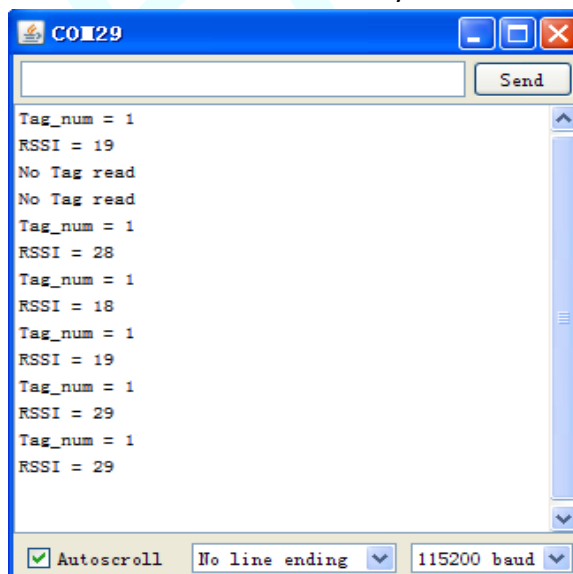 COM29
Send
Tag_num = 1
RSSI = 19
No Tag read
No Tag read
Tag_num = 1
RSSI = 28
Tag_num = 1
RSSI = 18
Tag_num = 1
RSSI = 19
Tag_num = 1
RSSI = 29
Tag_num = 1
RSSI = 29
Autoscroll No line ending 115200 baud